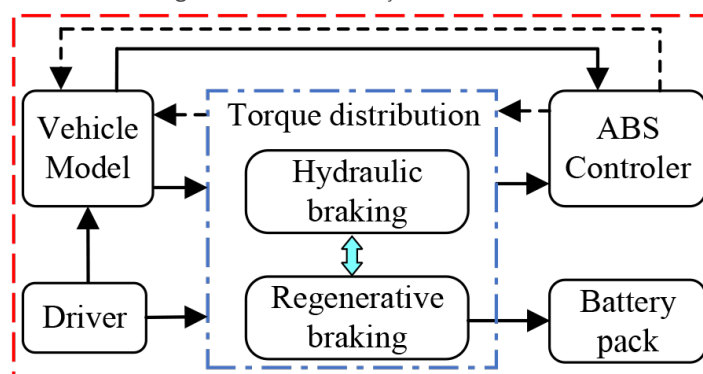 Vehicle
Model
Torque distribution
ABS
Controler
Hydraulic
braking
Driver
Regenerative
braking
Battery
pack